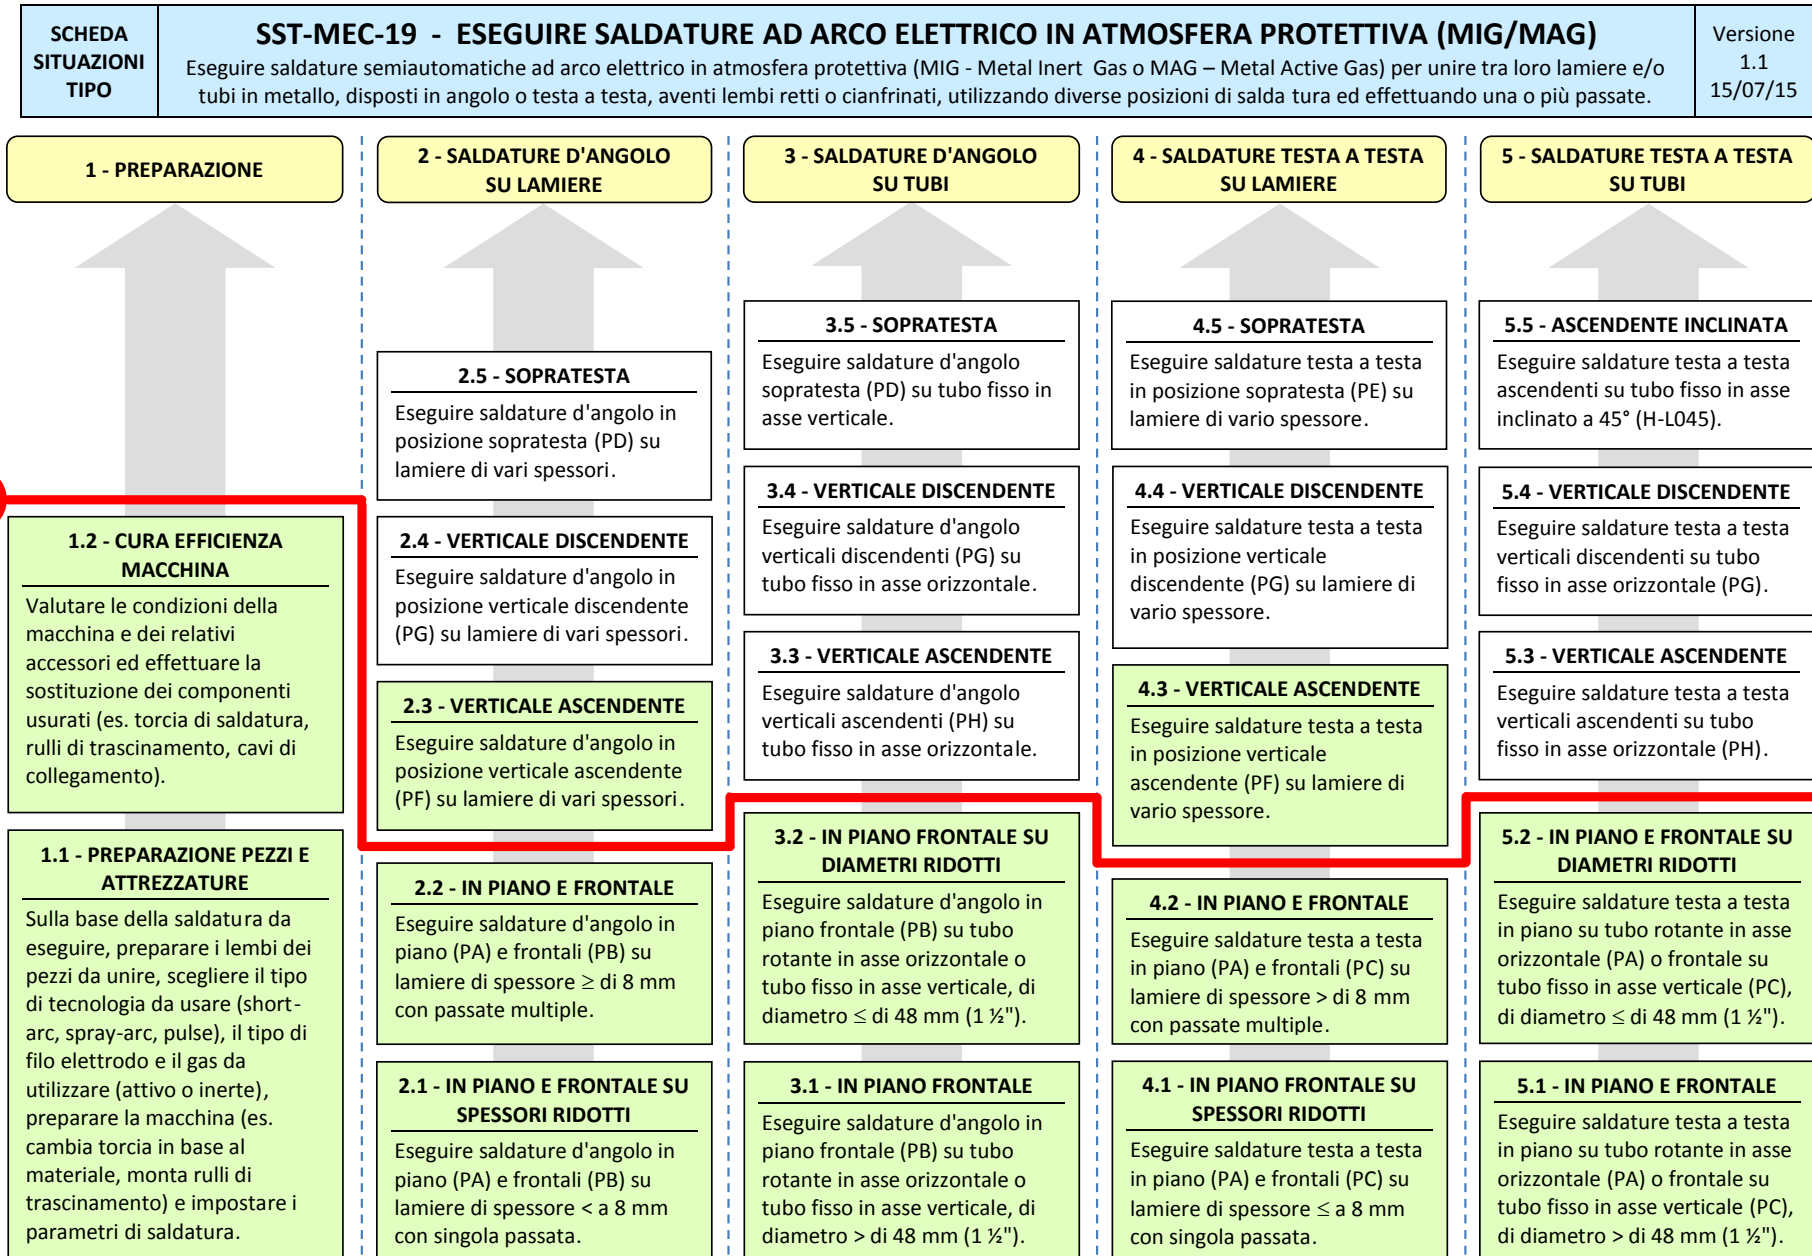 SCHEDA
SITUAZIONI
TIPO
SST-MEC-19 - ESEGUIRE SALDATURE AD ARCO ELETTRICO IN ATMOSFERA PROTETTIVA (MIG/MAG)
Eseguire saldature semiautomatiche ad arco elettrico in atmosfera protettiva (MIG - Metal Inert Gas o MAG – Metal Active Gas) per unire tra loro lamiere e/o
tubi in metallo, disposti in angolo o testa a testa, aventi lembi retti o cianfrinati, utilizzando diverse posizioni di salda tura ed effettuando una o più passate.
Versione
1.1
15/07/15
1 - PREPARAZIONE
1.2 - CURA EFFICIENZA
MACCHINA
Valutare le condizioni della
macchina e dei relativi
accessori ed effettuare la
sostituzione dei componenti
usurati (es. torcia di saldatura,
rulli di trascinamento, cavi di
collegamento).
1.1 - PREPARAZIONE PEZZI E
ATTREZZATURE
Sulla base della saldatura da
eseguire, preparare i lembi dei
pezzi da unire, scegliere il tipo
di tecnologia da usare (short-
arc, spray-arc, pulse), il tipo di
filo elettrodo e il gas da
utilizzare (attivo o inerte),
preparare la macchina (es.
cambia torcia in base al
materiale, monta rulli di
trascinamento) e impostare i
parametri di saldatura.
2 - SALDATURE D'ANGOLO
SU LAMIERE
2.5 - SOPRATESTA
Eseguire saldature d'angolo in
posizione sopratesta (PD) su
lamiere di vari spessori.
2.4 - VERTICALE DISCENDENTE
Eseguire saldature d'angolo in
posizione verticale discendente
(PG) su lamiere di vari spessori.
2.3 - VERTICALE ASCENDENTE
Eseguire saldature d'angolo in
posizione verticale ascendente
(PF) su lamiere di vari spessori.
2.2 - IN PIANO E FRONTALE
Eseguire saldature d'angolo in
piano (PA) e frontali (PB) su
lamiere di spessore ≥ di 8 mm
con passate multiple.
2.1 - IN PIANO E FRONTALE SU
SPESSORI RIDOTTI
Eseguire saldature d'angolo in
piano (PA) e frontali (PB) su
lamiere di spessore < a 8 mm
con singola passata.
3 - SALDATURE D'ANGOLO
SU TUBI
3.5 - SOPRATESTA
Eseguire saldature d'angolo
sopratesta (PD) su tubo fisso in
asse verticale.
3.4 - VERTICALE DISCENDENTE
Eseguire saldature d'angolo
verticali discendenti (PG) su
tubo fisso in asse orizzontale.
3.3 - VERTICALE ASCENDENTE
Eseguire saldature d'angolo
verticali ascendenti (PH) su
tubo fisso in asse orizzontale.
3.2 - IN PIANO FRONTALE SU
DIAMETRI RIDOTTI
Eseguire saldature d'angolo in
piano frontale (PB) su tubo
rotante in asse orizzontale o
tubo fisso in asse verticale, di
diametro ≤ di 48 mm (1 ½").
3.1 - IN PIANO FRONTALE
Eseguire saldature d'angolo in
piano frontale (PB) su tubo
rotante in asse orizzontale o
tubo fisso in asse verticale, di
diametro > di 48 mm (1 ½").
4 - SALDATURE TESTA A TESTA
SU LAMIERE
4.5 - SOPRATESTA
Eseguire saldature testa a testa
in posizione sopratesta (PE) su
lamiere di vario spessore.
4.4 - VERTICALE DISCENDENTE
Eseguire saldature testa a testa
in posizione verticale
discendente (PG) su lamiere di
vario spessore.
4.3 - VERTICALE ASCENDENTE
Eseguire saldature testa a testa
in posizione verticale
ascendente (PF) su lamiere di
vario spessore.
4.2 - IN PIANO E FRONTALE
Eseguire saldature testa a testa
in piano (PA) e frontali (PC) su
lamiere di spessore > di 8 mm
con passate multiple.
4.1 - IN PIANO FRONTALE SU
SPESSORI RIDOTTI
Eseguire saldature testa a testa
in piano (PA) e frontali (PC) su
lamiere di spessore ≤ a 8 mm
con singola passata.
5 - SALDATURE TESTA A TESTA
SU TUBI
5.5 - ASCENDENTE INCLINATA
Eseguire saldature testa a testa
ascendenti su tubo fisso in asse
inclinato a 45° (H-L045).
5.4 - VERTICALE DISCENDENTE
Eseguire saldature testa a testa
verticali discendenti su tubo
fisso in asse orizzontale (PG).
5.3 - VERTICALE ASCENDENTE
Eseguire saldature testa a testa
verticali ascendenti su tubo
fisso in asse orizzontale (PH).
5.2 - IN PIANO E FRONTALE SU
DIAMETRI RIDOTTI
Eseguire saldature testa a testa
in piano su tubo rotante in asse
orizzontale (PA) o frontale su
tubo fisso in asse verticale (PC),
di diametro ≤ di 48 mm (1 ½").
5.1 - IN PIANO E FRONTALE
Eseguire saldature testa a testa
in piano su tubo rotante in asse
orizzontale (PA) o frontale su
tubo fisso in asse verticale (PC),
di diametro > di 48 mm (1 ½").